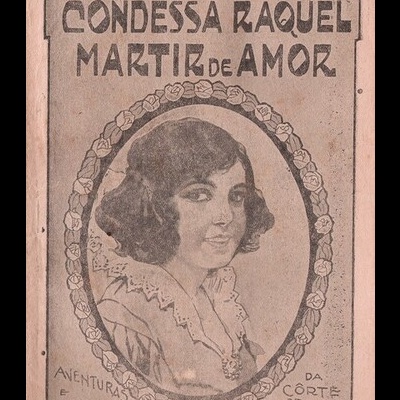 CONDESSA RAQUEL
MARTIR DE AMOR
AVENTURAS
E
DA
CÔRTE